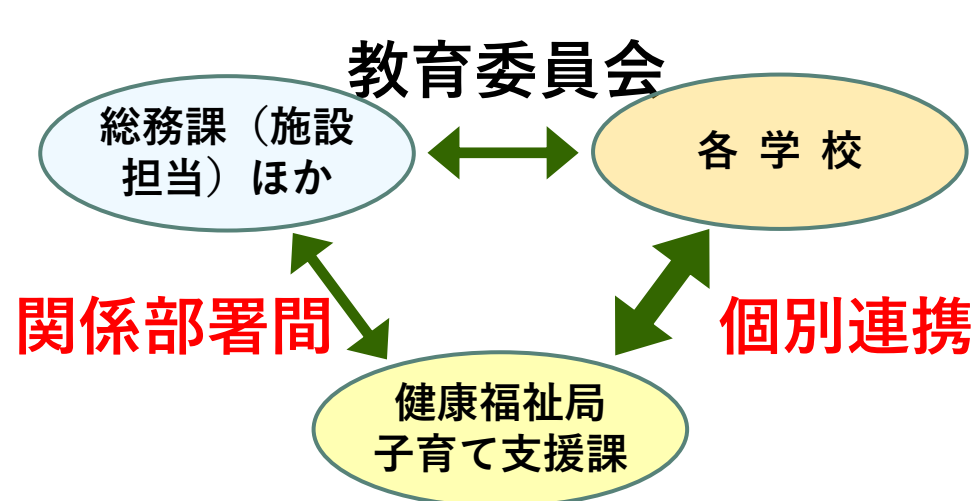 教育委員会
総務課（施設
担当）ほか
各 学 校
関係部署間
個別連携
健康福祉局
子育て支援課